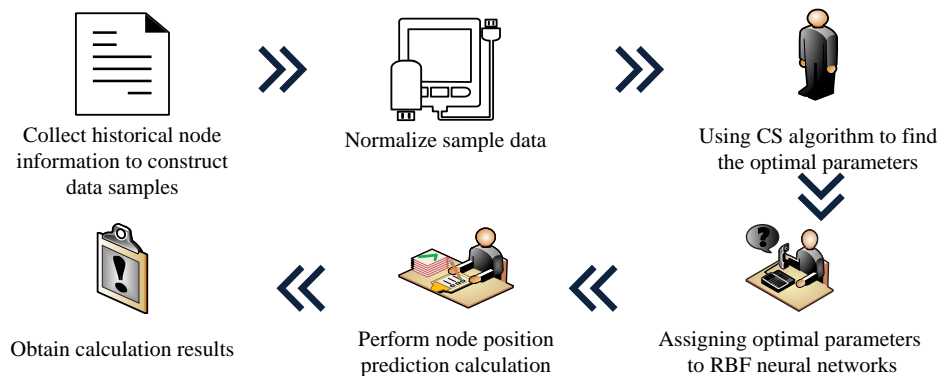 Collect historical node
information to construct
data samples
Normalize sample data
Using CS algorithm to find
the optimal parameters
Assigning optimal parameters
to RBF neural networks
Perform node position
prediction calculation
Obtain calculation results